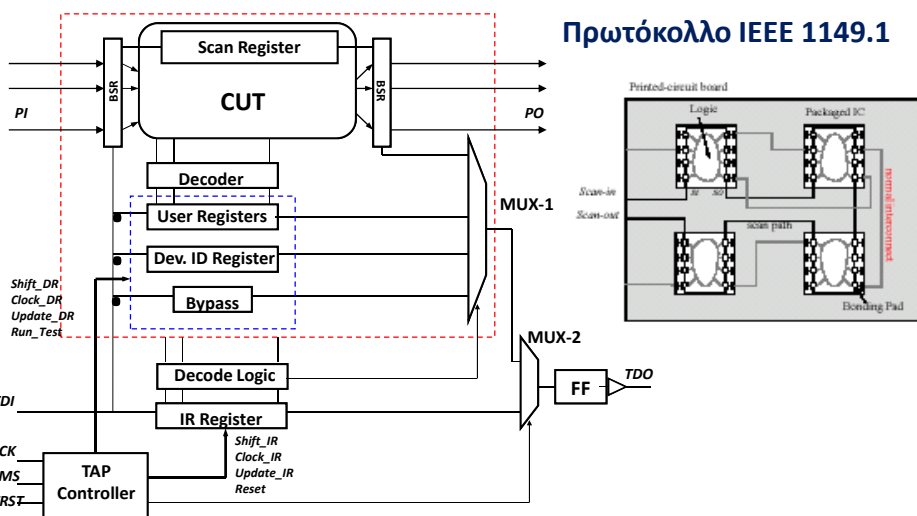 Πρωτόκολλο IEEE 1149.1
Scan Register
CUT
BSR
BSR
PI
PO
Decoder
User Registers
Dev. ID Register
Bypass
MUX-1
Shift_DR
Clock_DR
Update_DR
Run_Test
MUX-2
Decode Logic
IR Register
FF
TDO
DI
Shift_IR
Clock_IR
Update_IR
Reset
CK
MS
RST
TAP
Controller
Printed-circuit board
Logic
Packaged IC
Scan-in
si
so
Scan-out
scan path
normal interconnect
Bonding Pad